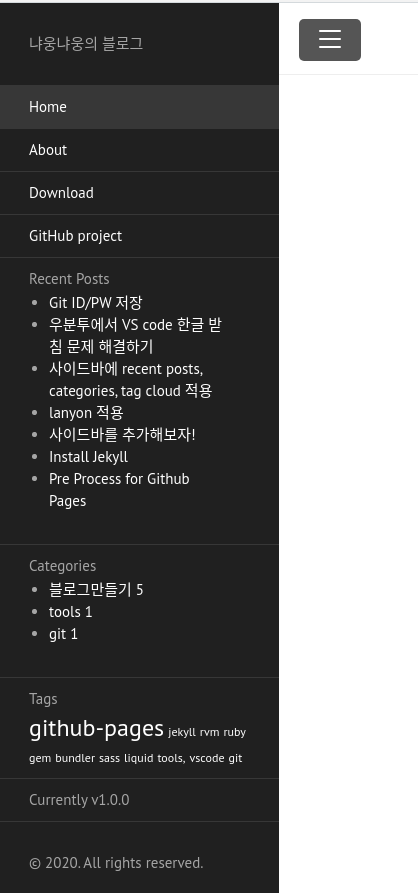 냐웅냐웅의 블로그
Home
About
Download
GitHub project
Recent Posts
Git ID/PW 저장
우분투에서 VS code 한글 받
침 문제 해결하기
사이드바에 recent posts,
categories, tag cloud 적용
lanyon 적용
사이드바를 추가해보자!
Install Jekyll
Pre Process for Github
Pages
Categories
블로그만들기 5
tools 1
git 1
Tags
github-pages jekyll rvm ruby
gem bundler sass liquid tools, vscode git
Currently v1.0.0
© 2020. All rights reserved.